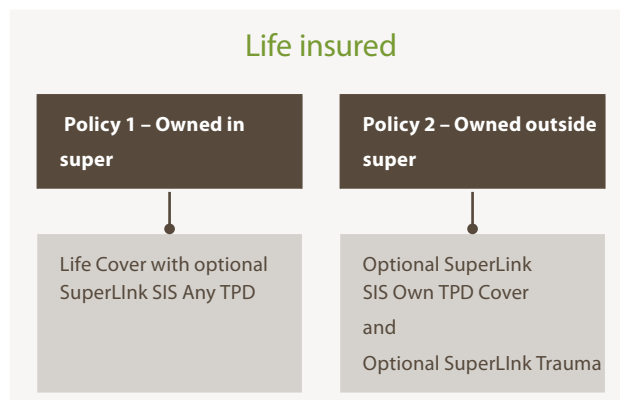 Life insured
Policy 1 – Owned in
super
Policy 2 – Owned outside
super
Life Cover with optional
SuperLInk SIS Any TPD
Optional SuperLink
SIS Own TPD Cover
and
Optional SuperLInk Trauma